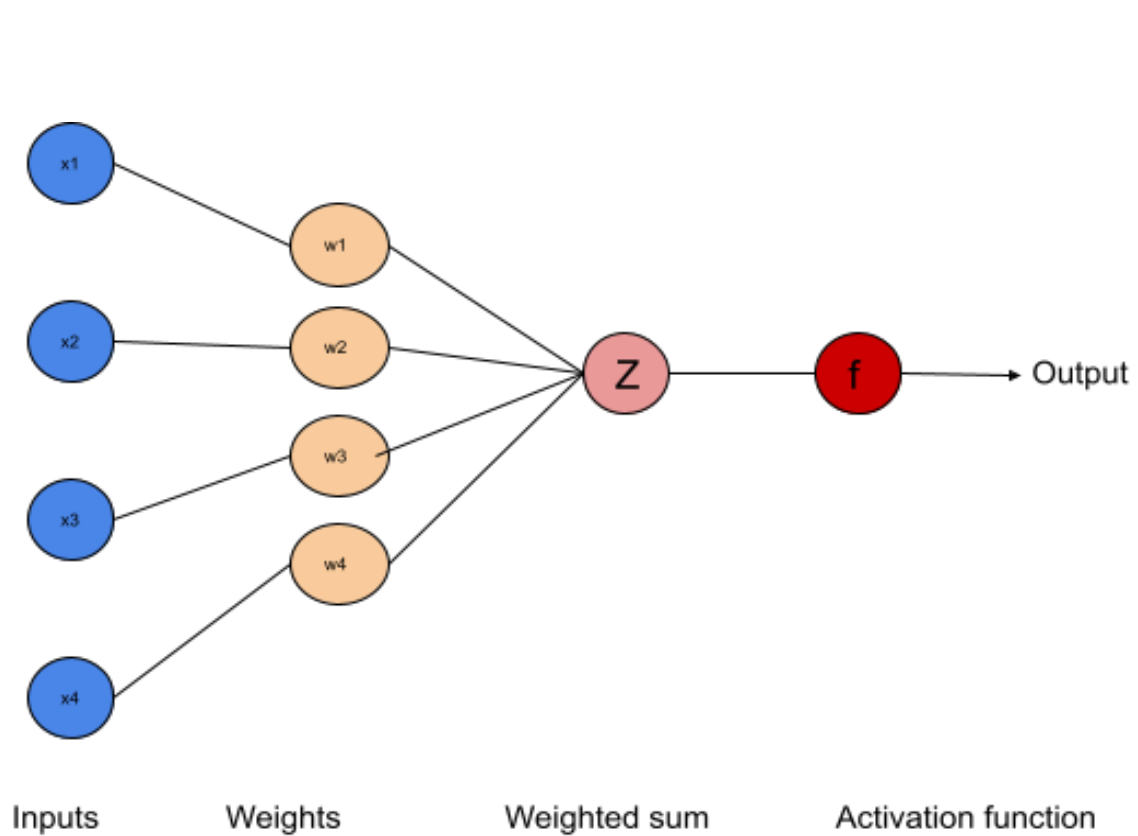 x1
w1
x2
w2
Z
f
Output
w3
x3
w4
x4
Inputs
Weights
Weighted sum
Activation function